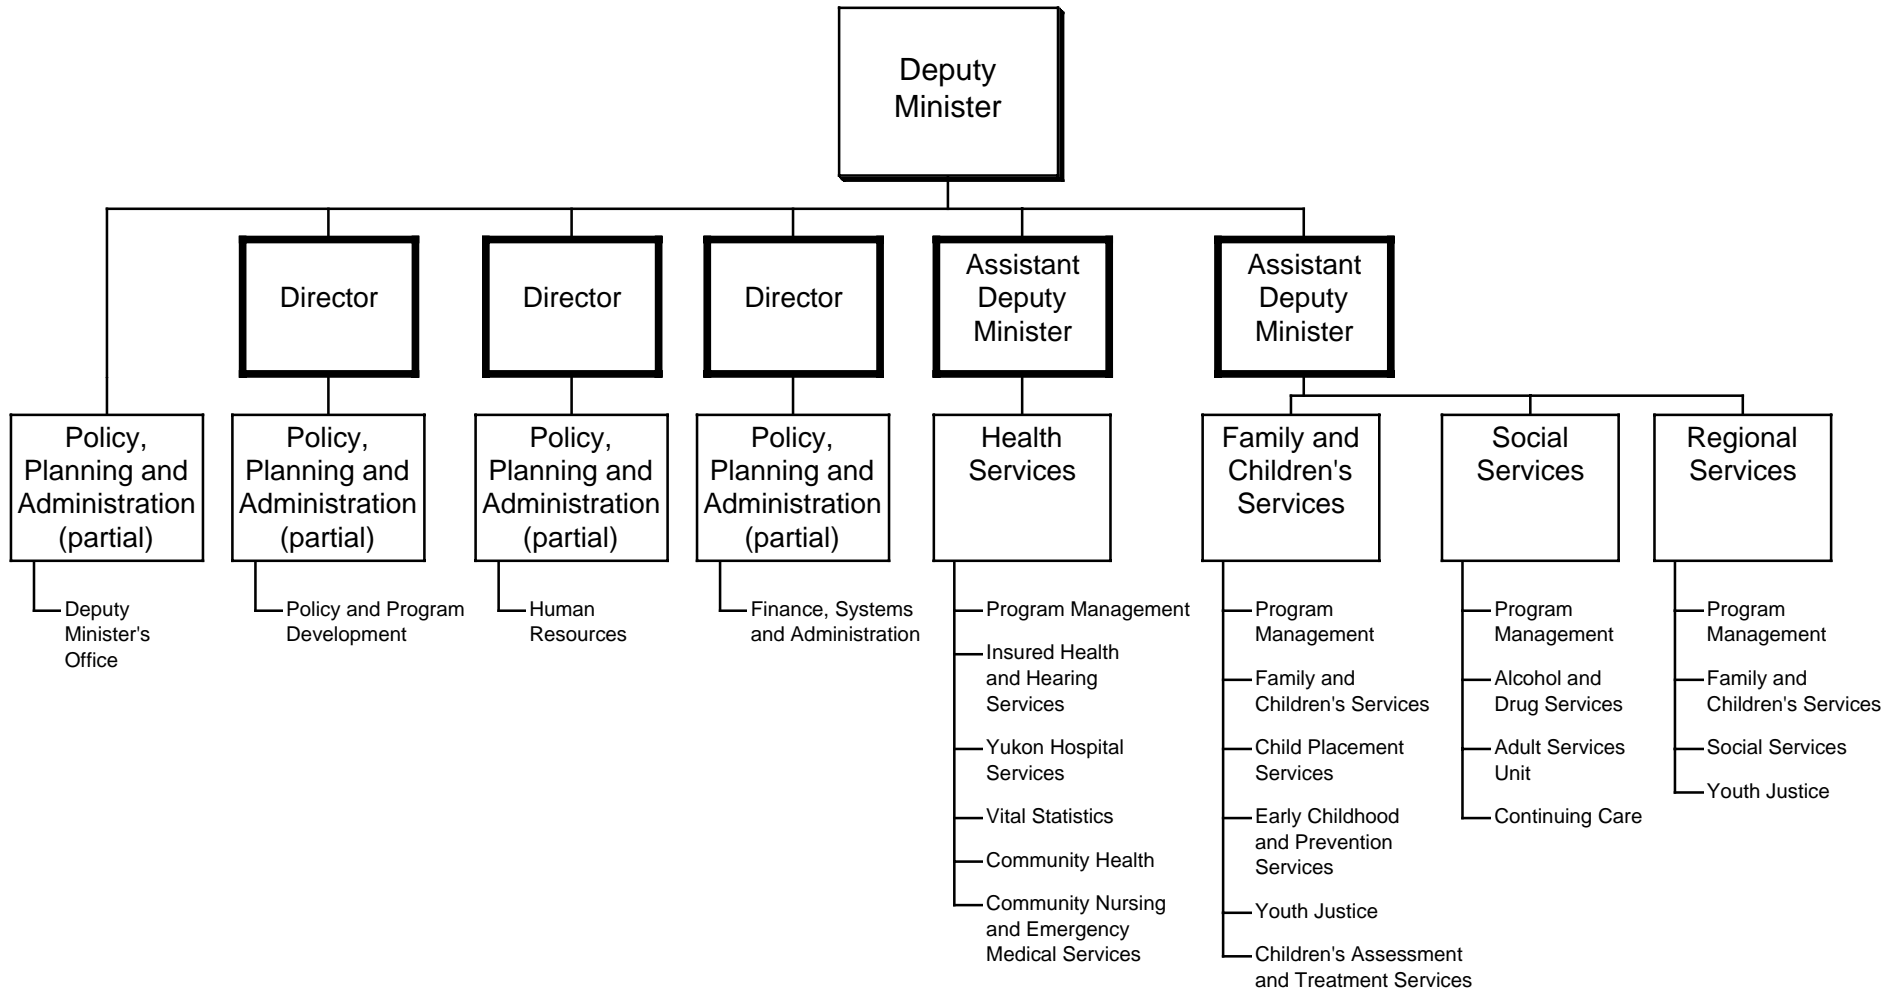 Deputy
Minister
Director
Director
Director
Assistant
Deputy
Minister
Assistant
Deputy
Minister
Policy,
Planning and
Administration
(partial)
Policy,
Planning and
Administration
(partial)
Policy,
Planning and
Administration
(partial)
Policy,
Planning and
Administration
(partial)
Health
Services
Family and
Children's
Services
Social
Services
Regional
Services
Deputy
Minister's
Office
Policy and Program
Development
Human
Resources
Finance, Systems
and Administration
Program Management
Insured Health
and Hearing
Services
Yukon Hospital
Services
Vital Statistics
Community Health
Community Nursing
and Emergency
Medical Services
Program
Management
Family and
Children's Services
Child Placement
Services
Early Childhood
and Prevention
Services
Youth Justice
Children's Assessment
and Treatment Services
Program
Management
Alcohol and
Drug Services
Adult Services
Unit
Continuing Care
Program
Management
Family and
Children's Services
Social Services
Youth Justice